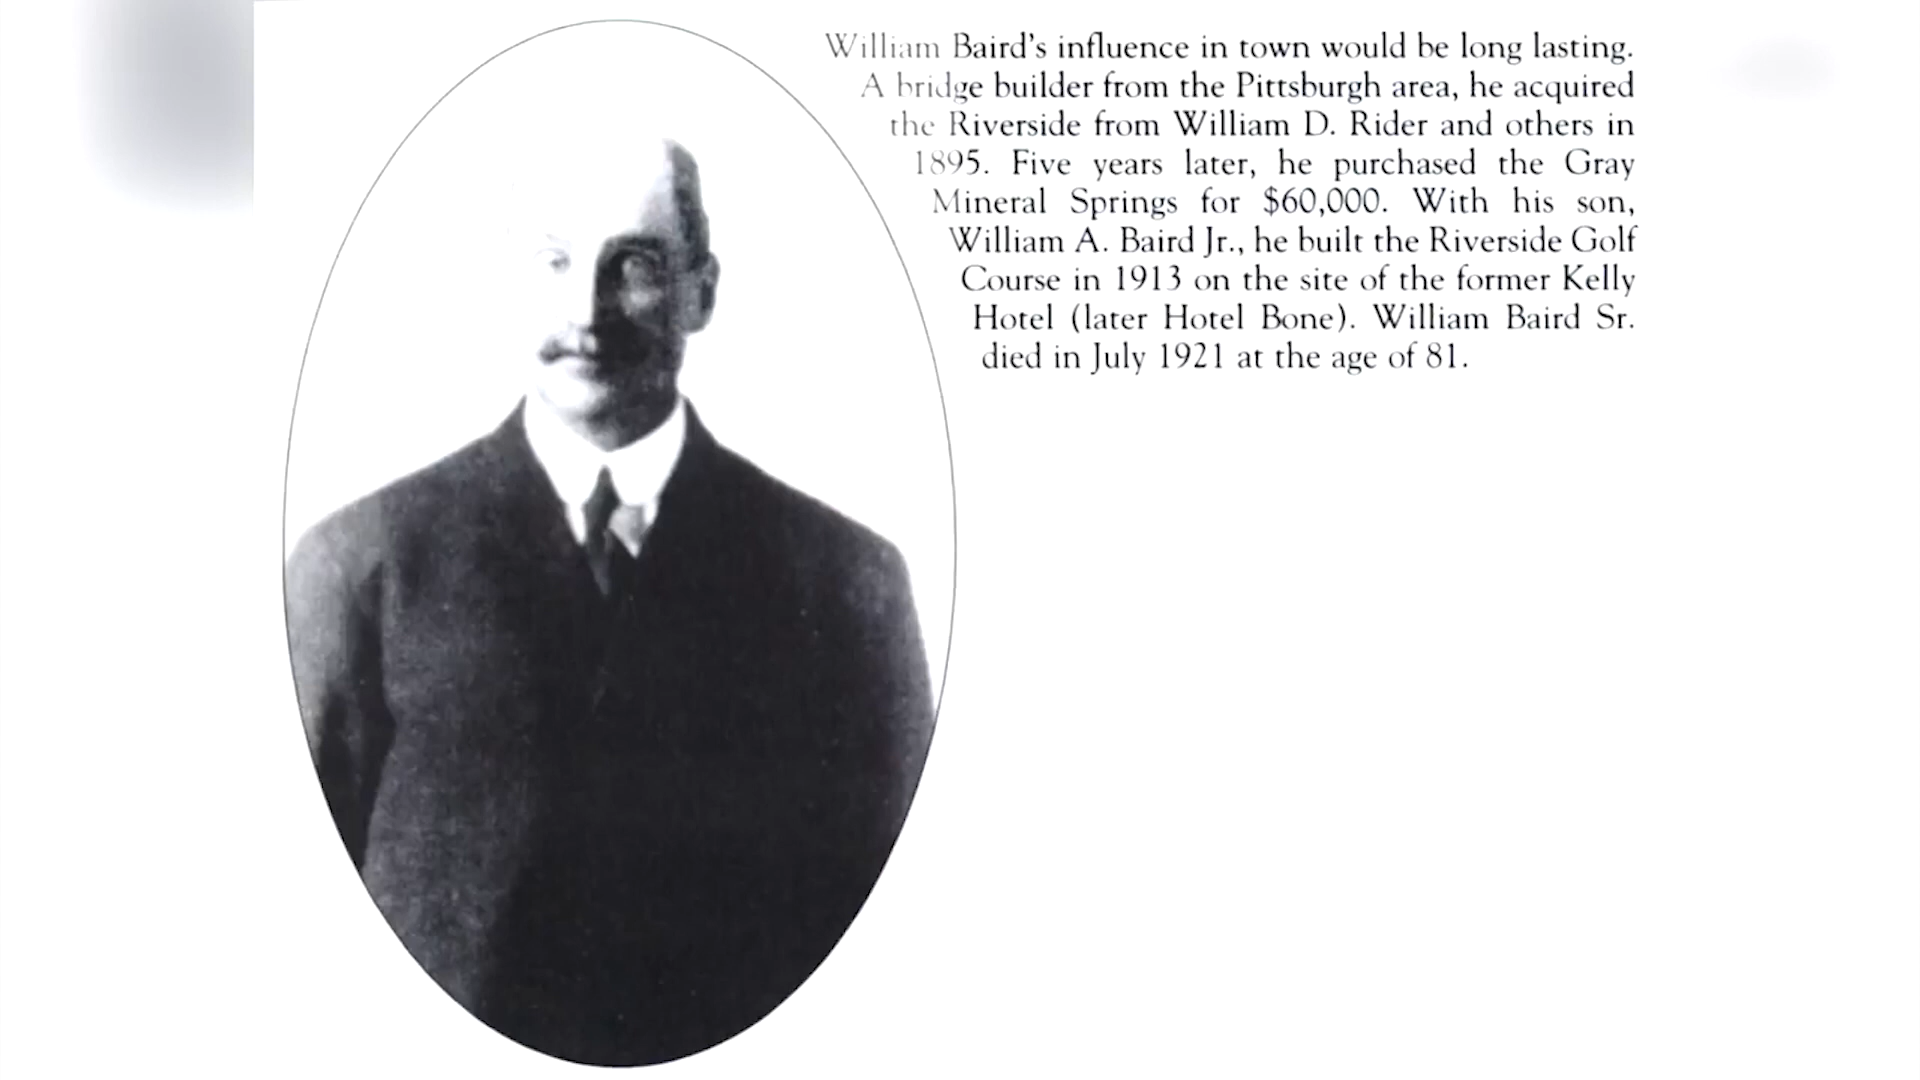 William Baird's influence in town would be long lasting.
A bridge builder from the Pittsburgh area, he acquired
the Riverside from William D. Rider and others in
1895. Five years later, he purchased the Gray
Mineral Springs for $60,000. With his son,
William A. Baird Jr., he built the Riverside Golf
Course in 1913 on the site of the former Kelly
Hotel (later Hotel Bone). William Baird Sr.
died in July 1921 at the age of 81.